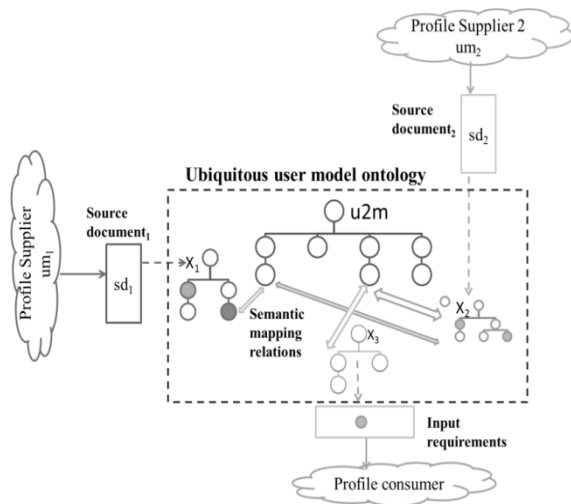 Profile Supplier 2
um₂
Source
document₂
sd₂
Ubiquitous user model ontology
u2m
Profile Supplier
um₁
Source
document₁
sd₁
X₁
X₂
Semantic
mapping
relations
X₃
Input
requirements
Profile consumer